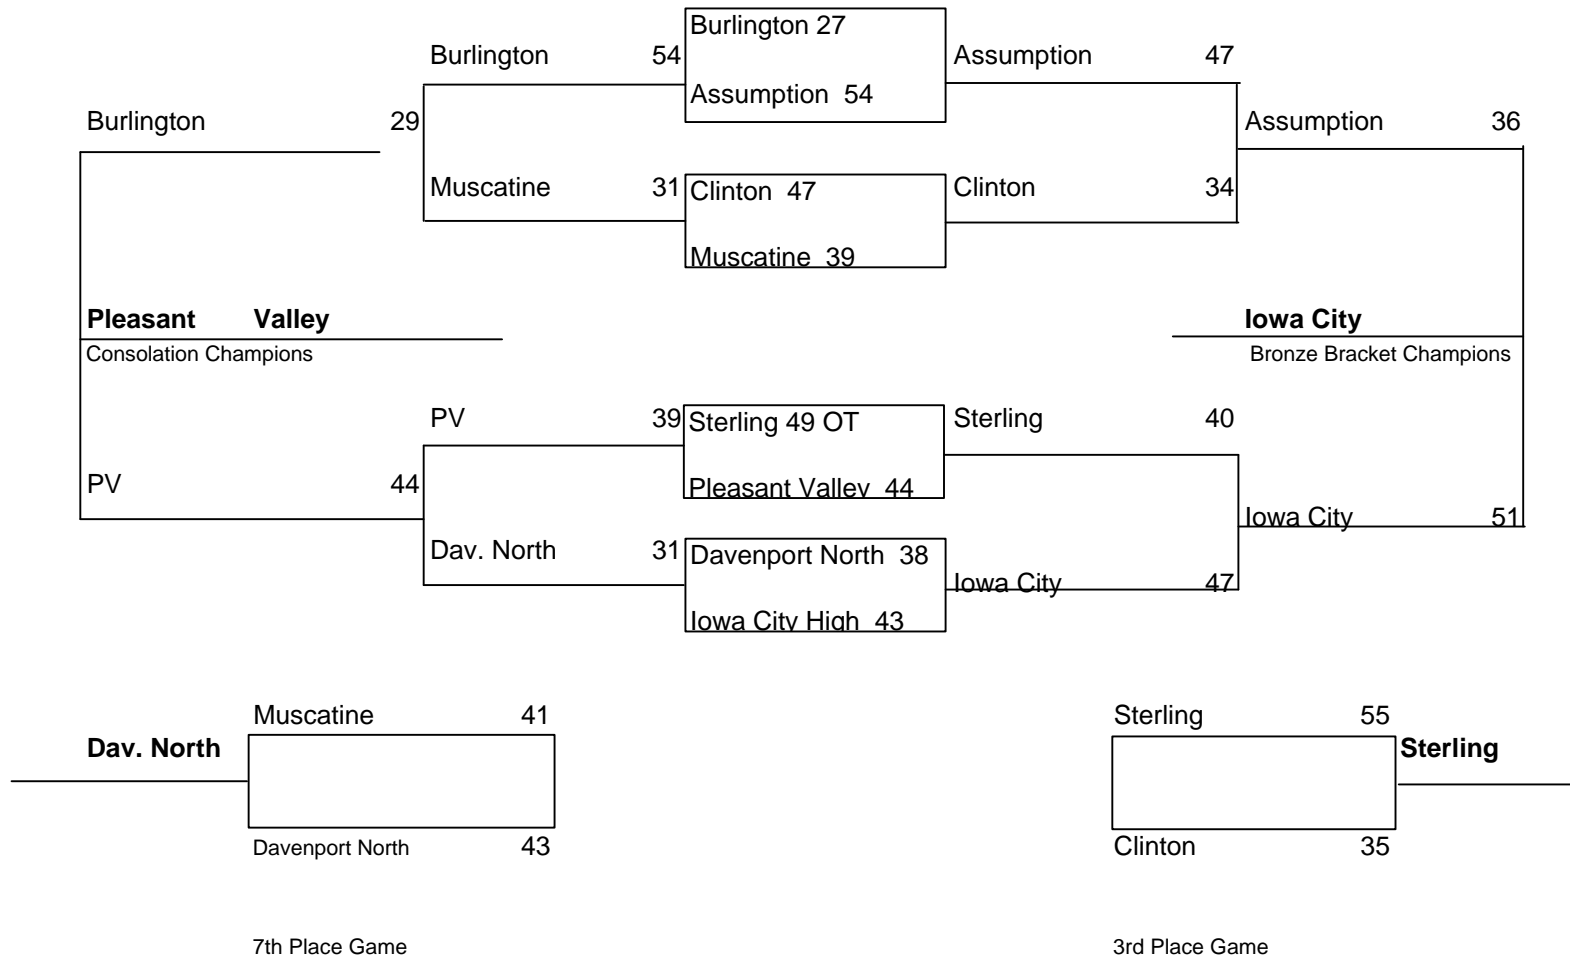 Burlington 27
Burlington 54 Assumption 47
Assumption 54
Burlington 29 Assumption 36
Muscatine 31 Clinton 47 Clinton 34
Muscatine 39
Pleasant Valley Iowa City
Consolation Champions Bronze Bracket Champions
PV 39 Sterling 49 OT Sterling 40
PV 44 Pleasant Valley 44
Iowa City 51
Dav. North 31 Davenport North 38
Iowa City 47
Iowa City High 43
Muscatine 41 Sterling 55
Dav. North Sterling
Davenport North 43 Clinton 35
7th Place Game 3rd Place Game